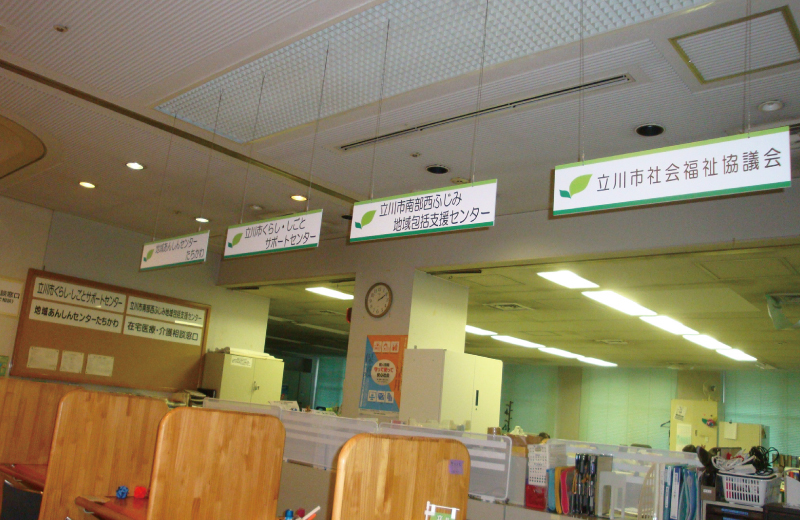 立川市社会福祉協議会
立川市南部西ふじみ
地域包括支援センター
立川市くらし・しごと
サポートセンター
地域あんしんセンター
たちかわ
立川市くらし・しごとサポートセンター
地域あんしんセンターたちかわ
立川市南部西ふじみ地域包括支援センター
在宅医療・介護相談窓口